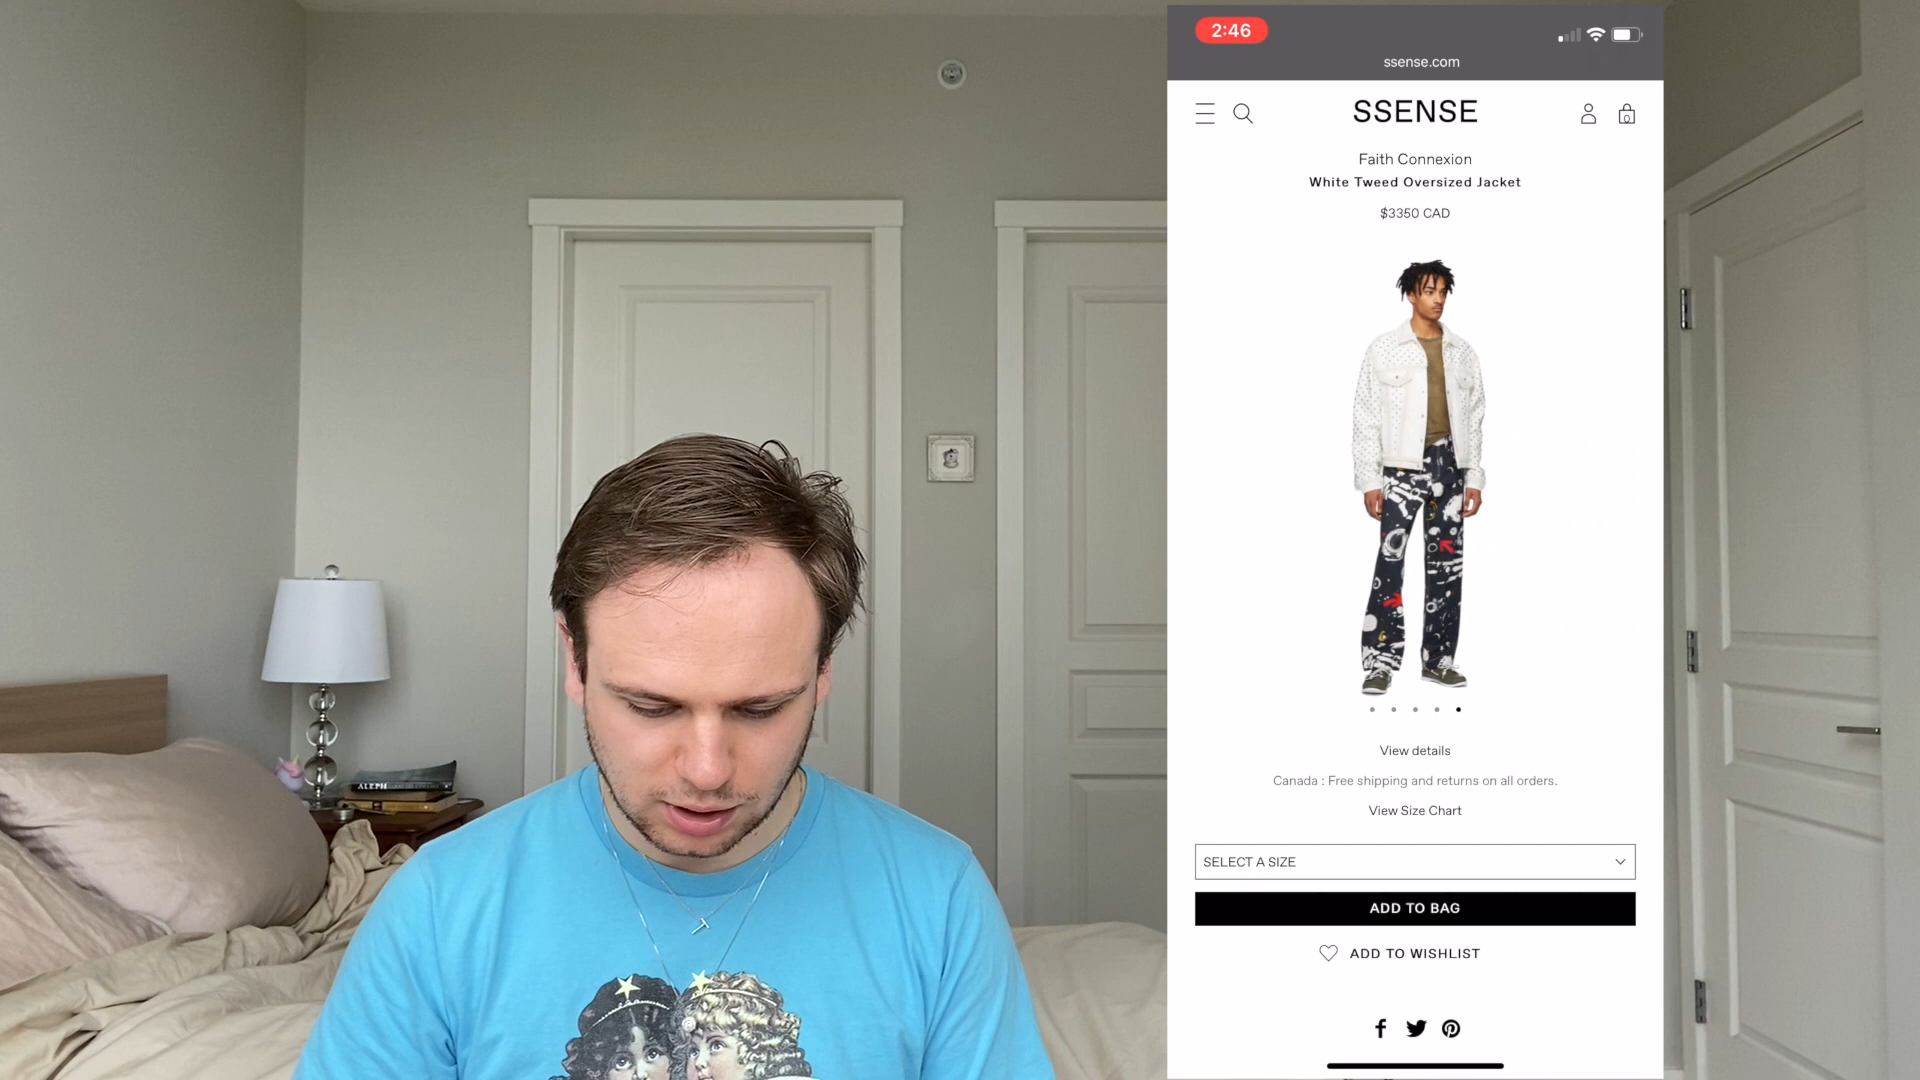 2:46
ssense.com
SSENSE
0
Faith Connexion
White Tweed Oversized Jacket
$3350 CAD
View details
Canada : Free shipping and returns on all orders.
View Size Chart
SELECT A SIZE
ADD TO BAG
ADD TO WISHLIST
ALEPH